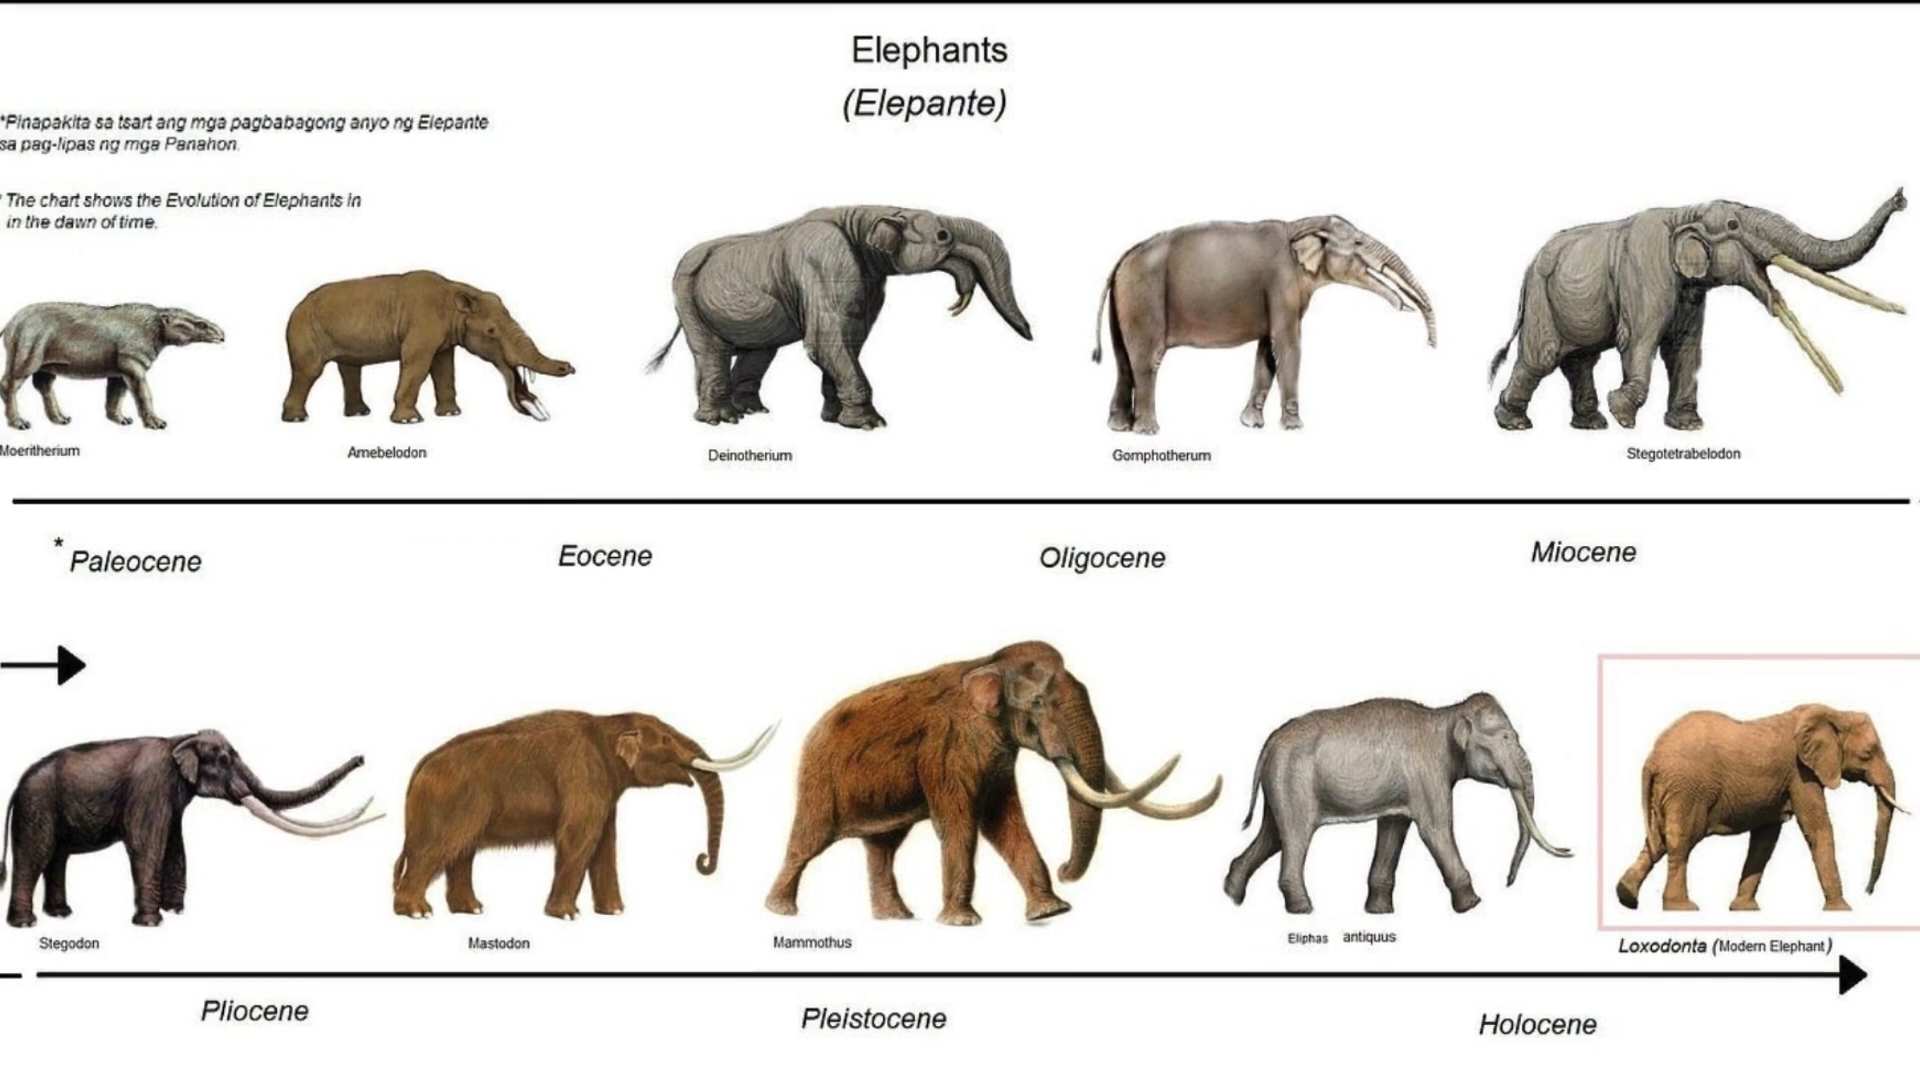 Elephants
(Elepante)
*Pinapakita sa tsart ang mga pagbabagong anyo ng Elepante
sa pag-lipas ng mga Panahon.
* The chart shows the Evolution of Elephants in
in the dawn of time.
Moeritherium
Amebelodon
Deinotherium
Gomphotherum
Stegotetrabelodon
* Paleocene
Eocene
Oligocene
Miocene
Stegodon
Mastodon
Mammothus
Eliphas antiquus
Loxodonta (Modern Elephant)
Pliocene
Pleistocene
Holocene